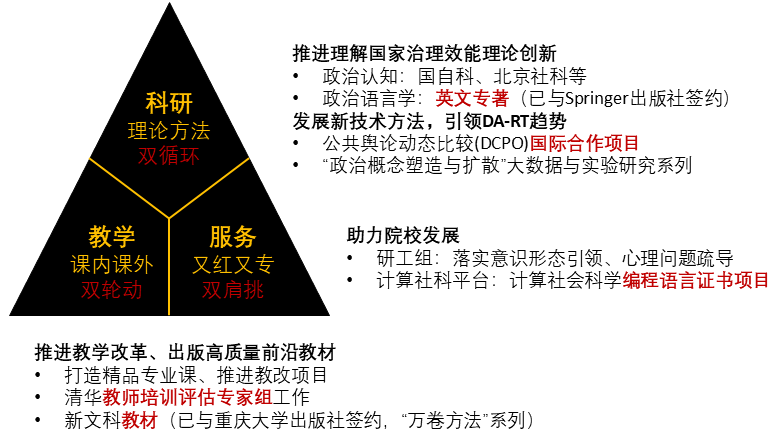 科研
理论方法
双循环
教学
课内课外
双轮动
服务
又红又专
双肩挑
推进理解国家治理效能理论创新
• 政治认知：国自科、北京社科等
• 政治语言学：英文专著（已与Springer出版社签约）
发展新技术方法，引领DA-RT趋势
• 公共舆论动态比较(DCPO)国际合作项目
• “政治概念塑造与扩散”大数据与实验研究系列
助力院校发展
• 研工组：落实意识形态引领、心理问题疏导
• 计算社科平台：计算社会科学编程语言证书项目
推进教学改革、出版高质量前沿教材
• 打造精品专业课、推进教改项目
• 清华教师培训评估专家组工作
• 新文科教材（已与重庆大学出版社签约，“万卷方法”系列）